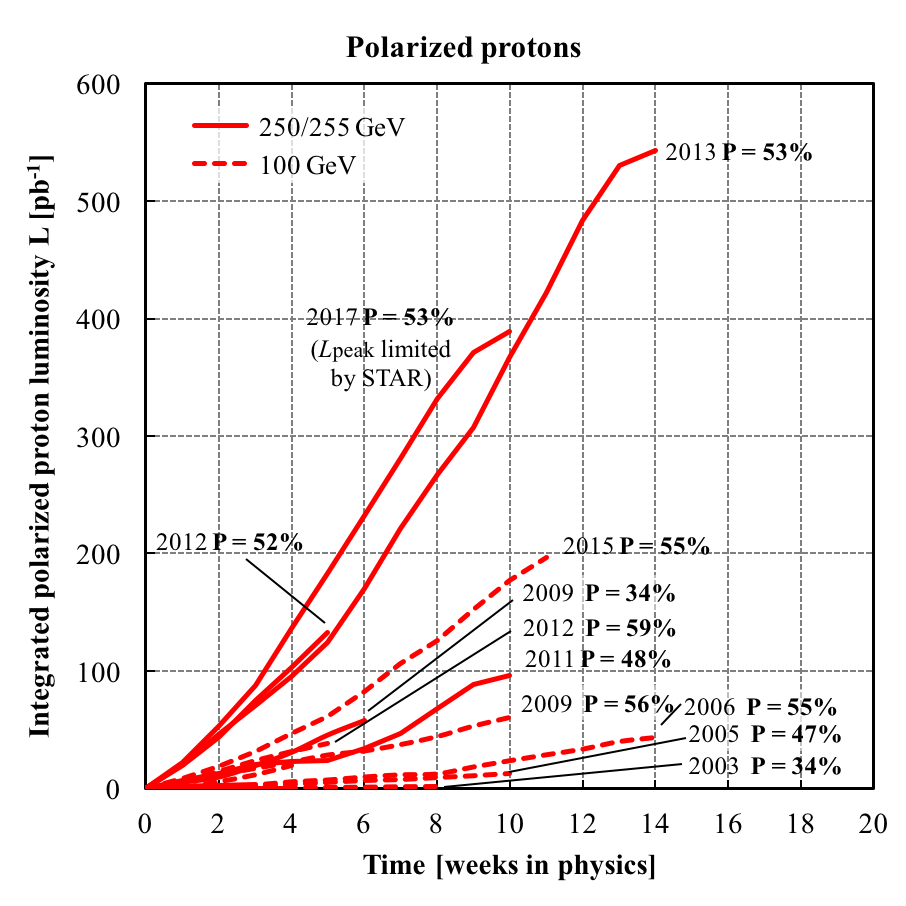 Polarized protons
Integrated polarized proton luminosity L [pb-1]
600
500
400
300
200
100
0
250/255 GeV
100 GeV
2013 P = 53%
2017 P = 53%
(Lpeak limited
by STAR)
2012 P = 52%
2015 P = 55%
2009 P = 34%
2012 P = 59%
2011 P = 48%
2009 P = 56%
2006 P = 55%
2005 P = 47%
2003 P = 34%
0 2 4 6 8 10 12 14 16 18 20
Time [weeks in physics]